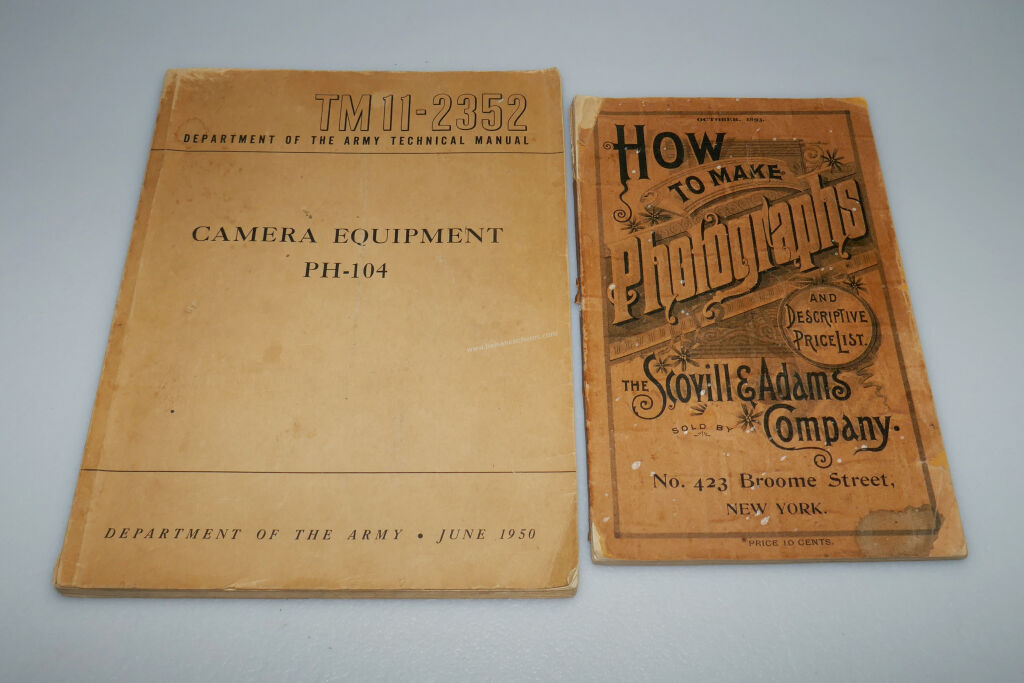 TM 11-2352
DEPARTMENT OF THE ARMY TECHNICAL MANUAL
CAMERA EQUIPMENT
PH-104
DEPARTMENT OF THE ARMY • JUNE 1950
OCTOBER, 1893.
HOW
TO MAKE
Photographs
AND
DESCRIPTIVE
PRICE LIST.
THE Scovill & Adams
SOLD BY Company.
No. 423 Broome Street,
NEW YORK.
PRICE 10 CENTS.